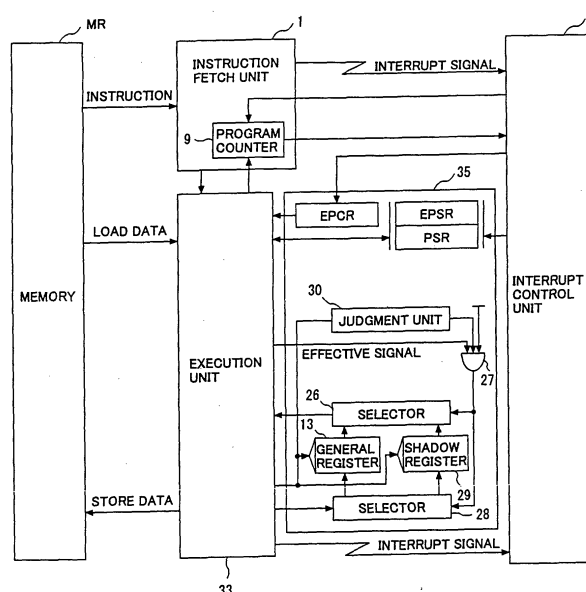 MR
1
INSTRUCTION
FETCH UNIT
INTERRUPT SIGNAL
INSTRUCTION
9
PROGRAM
COUNTER
35
EPCR
EPSR
PSR
LOAD DATA
MEMORY
INTERRUPT
CONTROL
UNIT
30
JUDGMENT UNIT
EXECUTION
UNIT
EFFECTIVE SIGNAL
27
26
SELECTOR
13
GENERAL
REGISTER
SHADOW
REGISTER
29
STORE DATA
SELECTOR
28
INTERRUPT SIGNAL
33